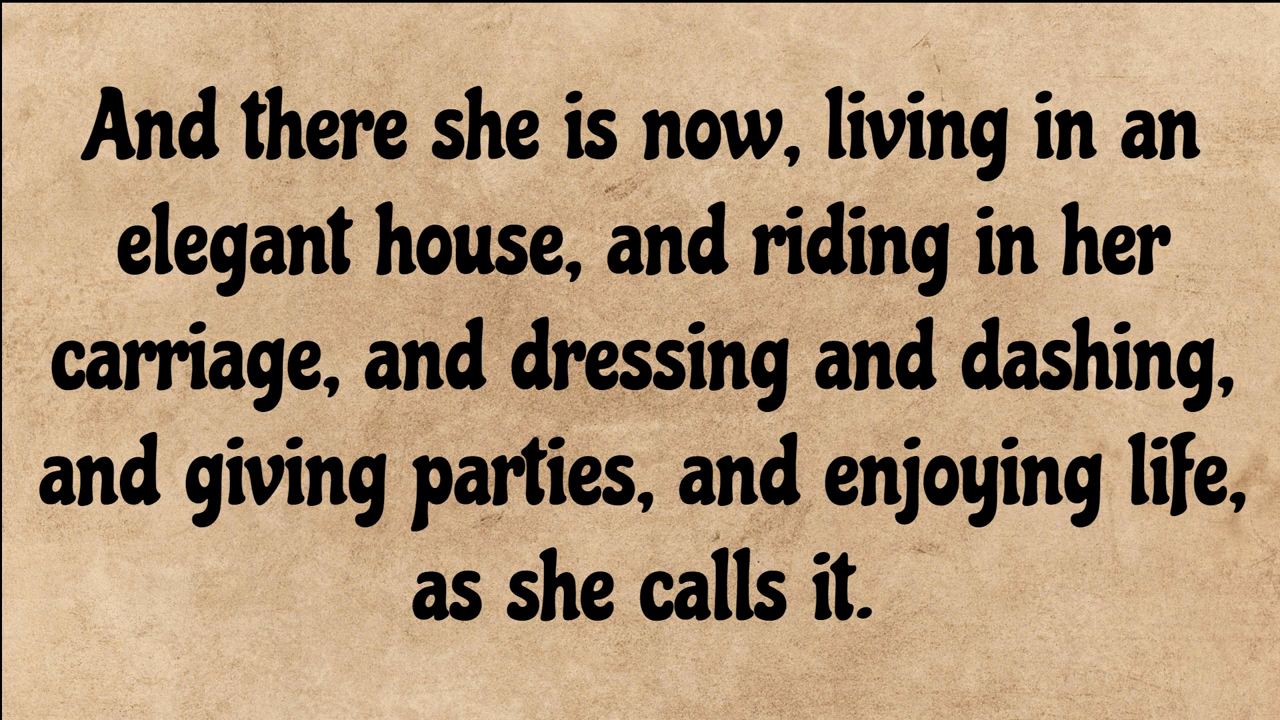 And there she is now, living in an
elegant house, and riding in her
carriage, and dressing and dashing,
and giving parties, and enjoying life,
as she calls it.